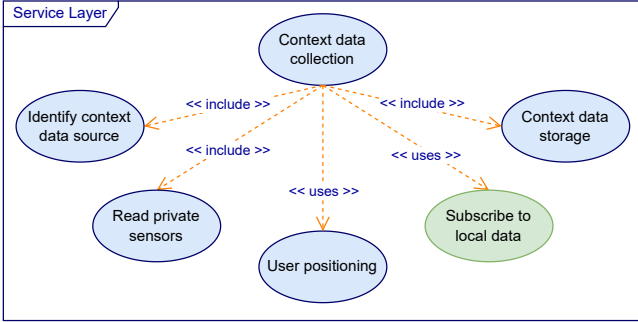 Service Layer
Context data
collection
<< include >>
<< include >>
Identify context
data source
Context data
storage
<< include >>
<< uses >>
<< uses >>
Read private
sensors
Subscribe to
local data
User positioning